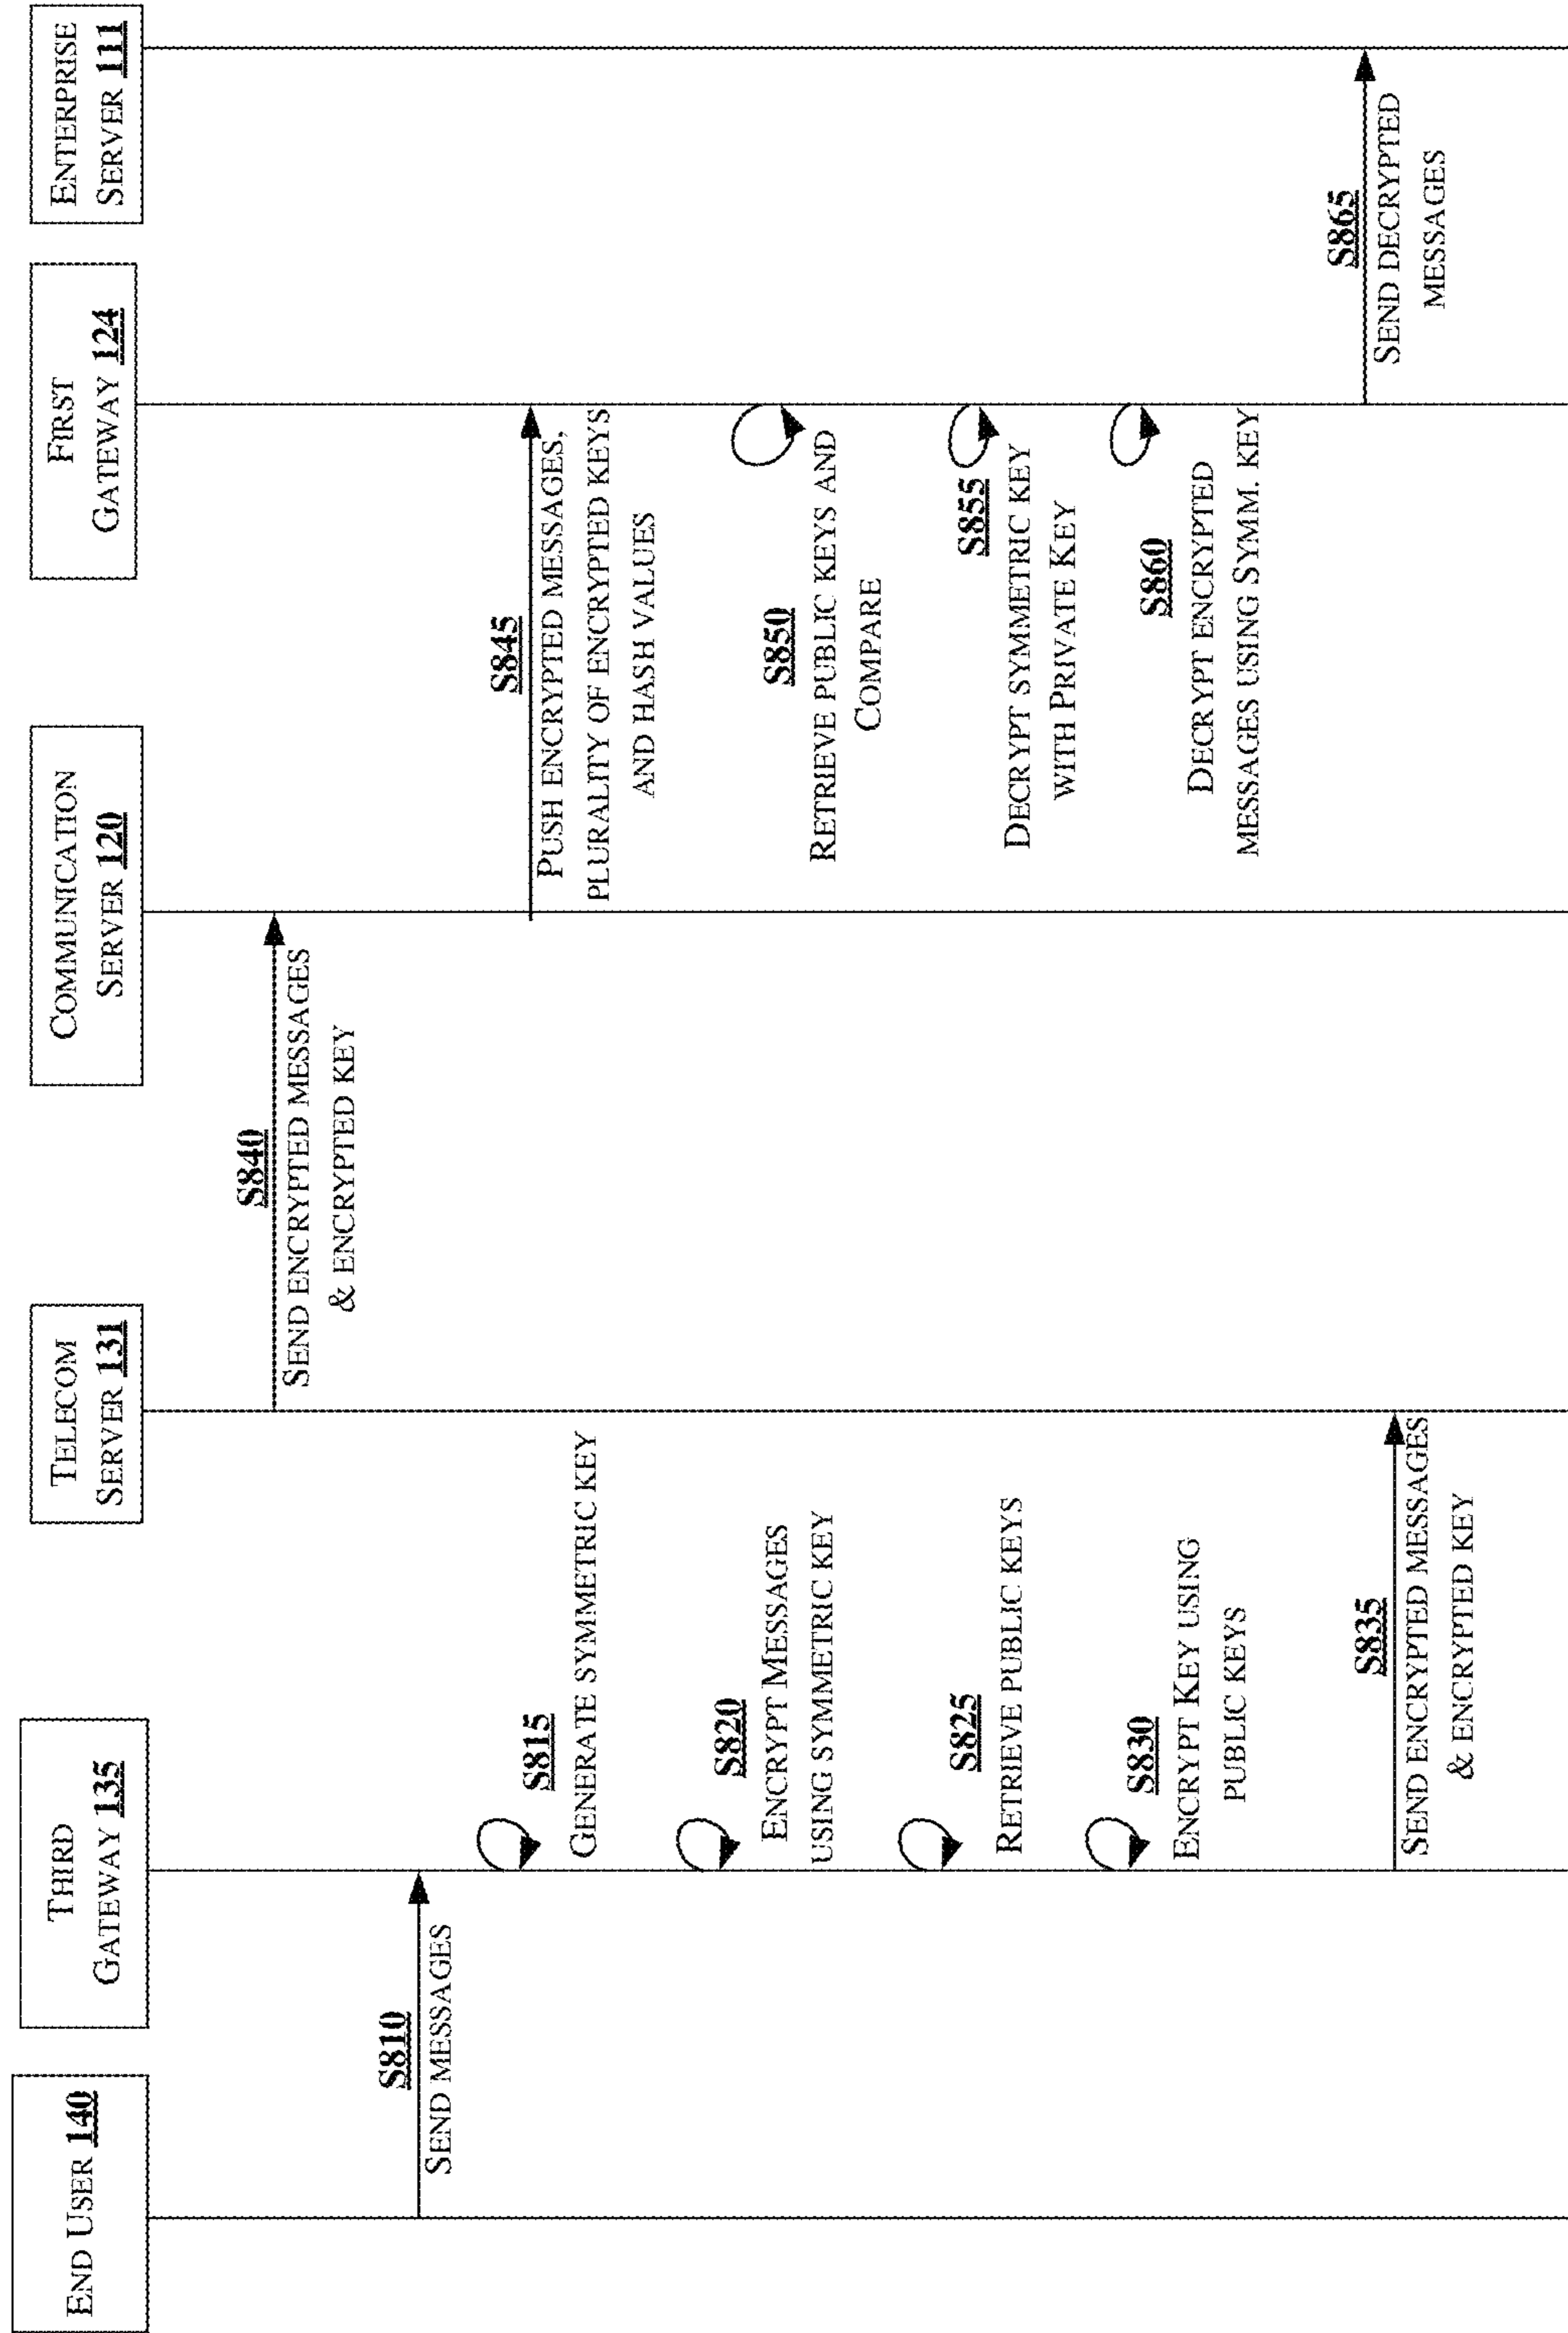 END USER 140
THIRD
GATEWAY 135
TELECOM
SERVER 131
COMMUNICATION
SERVER 120
FIRST
GATEWAY 124
ENTERPRISE
SERVER 111
S810
SEND MESSAGES
S815
GENERATE SYMMETRIC KEY
S820
ENCRYPT MESSAGES
USING SYMMETRIC KEY
S825
RETRIEVE PUBLIC KEYS
S830
ENCRYPT KEY USING
PUBLIC KEYS
S835
SEND ENCRYPTED MESSAGES
& ENCRYPTED KEY
S840
SEND ENCRYPTED MESSAGES
& ENCRYPTED KEY
S845
PUSH ENCRYPTED MESSAGES,
PLURALITY OF ENCRYPTED KEYS
AND HASH VALUES
S850
RETRIEVE PUBLIC KEYS AND
COMPARE
S855
DECRYPT SYMMETRIC KEY
WITH PRIVATE KEY
S860
DECRYPT ENCRYPTED
MESSAGES USING SYMM. KEY
S865
SEND DECRYPTED
MESSAGES